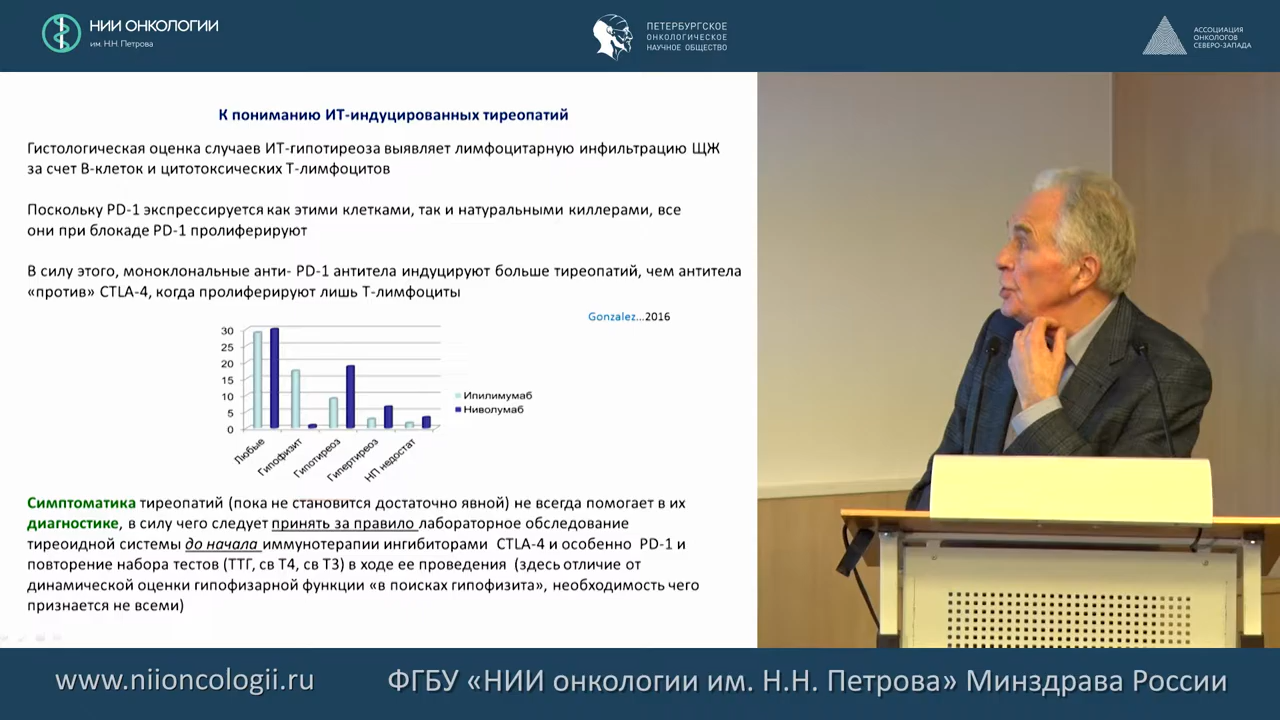 НИИ ОНКОЛОГИИ
им. Н.Н. Петрова
ПЕТЕРБУРГСКОЕ
ОНКОЛОГИЧЕСКОЕ
НАУЧНОЕ ОБЩЕСТВО
АССОЦИАЦИЯ
ОНКОЛОГОВ
СЕВЕРО-ЗАПАДА
К пониманию ИТ-индуцированных тиреопатий
Гистологическая оценка случаев ИТ-гипотиреоза выявляет лимфоцитарную инфильтрацию ЩЖ
за счет В-клеток и цитотоксических Т-лимфоцитов
Поскольку PD-1 экспрессируется как этими клетками, так и натуральными киллерами, все
они при блокаде PD-1 пролиферируют
В силу этого, моноклональные анти- PD-1 антитела индуцируют больше тиреопатий, чем антитела
«против» CTLA-4, когда пролиферируют лишь Т-лимфоциты
Gonzalez...2016
30
25
20
15
10
5
0
Любые
Гипофизит
Гипотиреоз
Гипертиреоз
НП недостат
Ипилимумаб
Ниволумаб
Симптоматика тиреопатий (пока не становится достаточно явной) не всегда помогает в их
диагностике, в силу чего следует принять за правило лабораторное обследование
тиреоидной системы до начала иммунотерапии ингибиторами CTLA-4 и особенно PD-1 и
повторение набора тестов (ТТГ, св Т4, св Т3) в ходе ее проведения (здесь отличие от
динамической оценки гипофизарной функции «в поисках гипофизита», необходимость чего
признается не всеми)
www.niioncologii.ru
ФГБУ «НИИ онкологии им. Н.Н. Петрова» Минздрава России